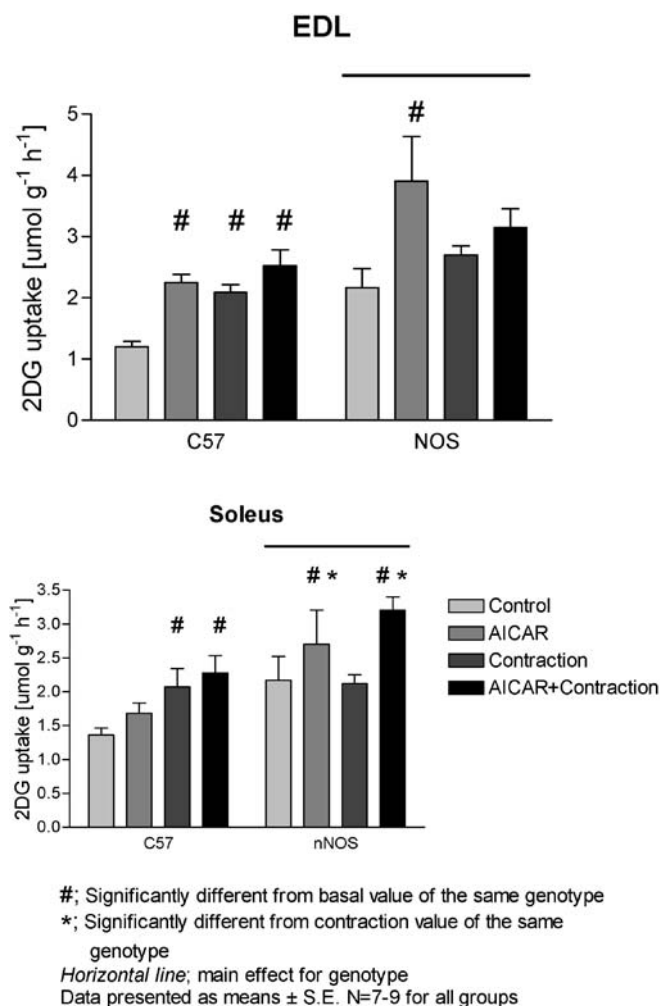 EDL
#
# # #
5
4
3
2
1
0
2DG uptake [umol g⁻¹ h⁻¹]
C57 NOS
Soleus
# * # *
# #
3.5
3.0
2.5
2.0
1.5
1.0
0.5
0.0
2DG uptake [umol g⁻¹ h⁻¹]
C57 nNOS
Control
AICAR
Contraction
AICAR+Contraction
#; Significantly different from basal value of the same genotype
*; Significantly different from contraction value of the same
genotype
Horizontal line; main effect for genotype
Data presented as means ± S.E. N=7-9 for all groups